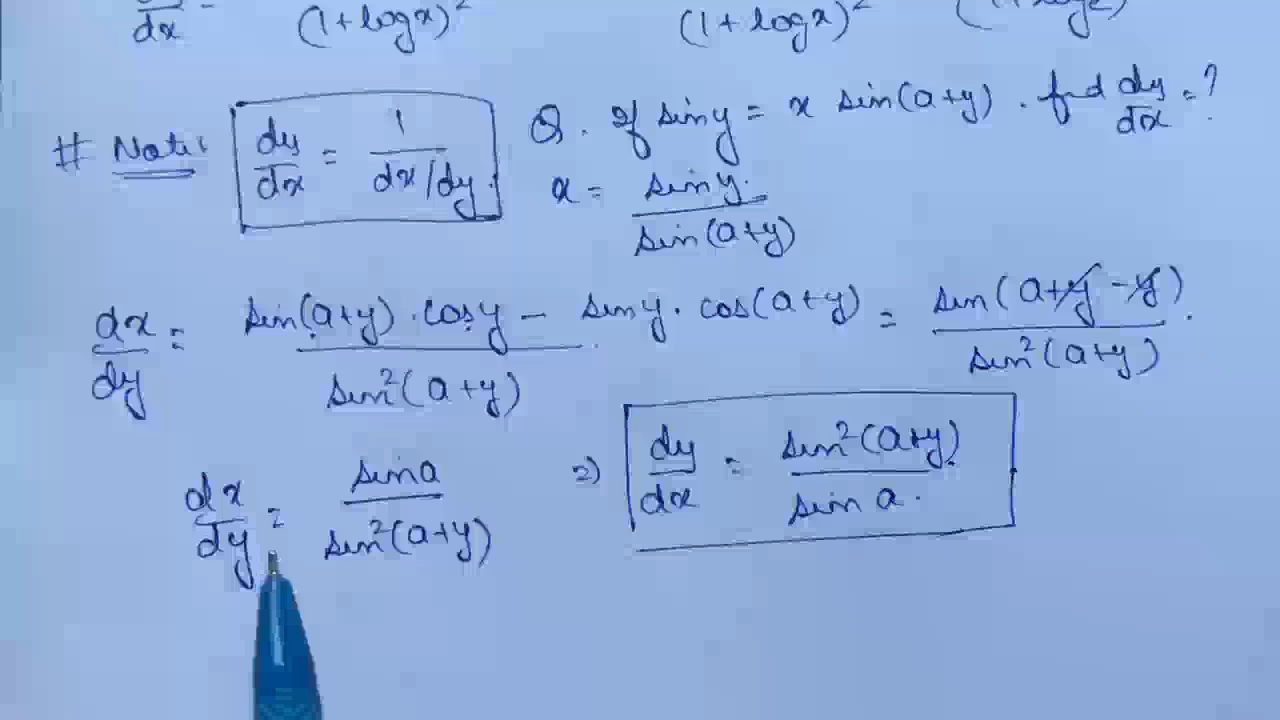 dx (1+logx)² (1+logx)²
# Note: dy/dx = 1/(dx/dy).
Q. If siny = x sin(a+y). find dy/dx = ?
x = siny./sin(a+y)
dx/dy = (sin(a+y).cosy − siny.cos(a+y))/sin²(a+y) = sin(a+y−y)/sin²(a+y).
dx/dy = sina/sin²(a+y) ⇒ dy/dx = sin²(a+y)/sin a.